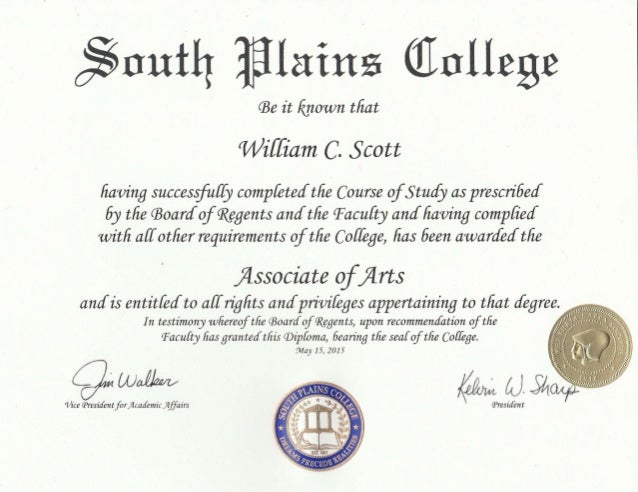 South Plains College
Be it known that
William C. Scott
having successfully completed the Course of Study as prescribed
by the Board of Regents and the Faculty and having complied
with all other requirements of the College, has been awarded the
Associate of Arts
and is entitled to all rights and privileges appertaining to that degree.
In testimony whereof the Board of Regents, upon recommendation of the
Faculty has granted this Diploma, bearing the seal of the College.
May 15, 2015
Jim Walker
Vice President for Academic Affairs
Kelvin W. Sharp
President
SOUTH PLAINS COLLEGE
DREAMS PRECEDE REALITIES